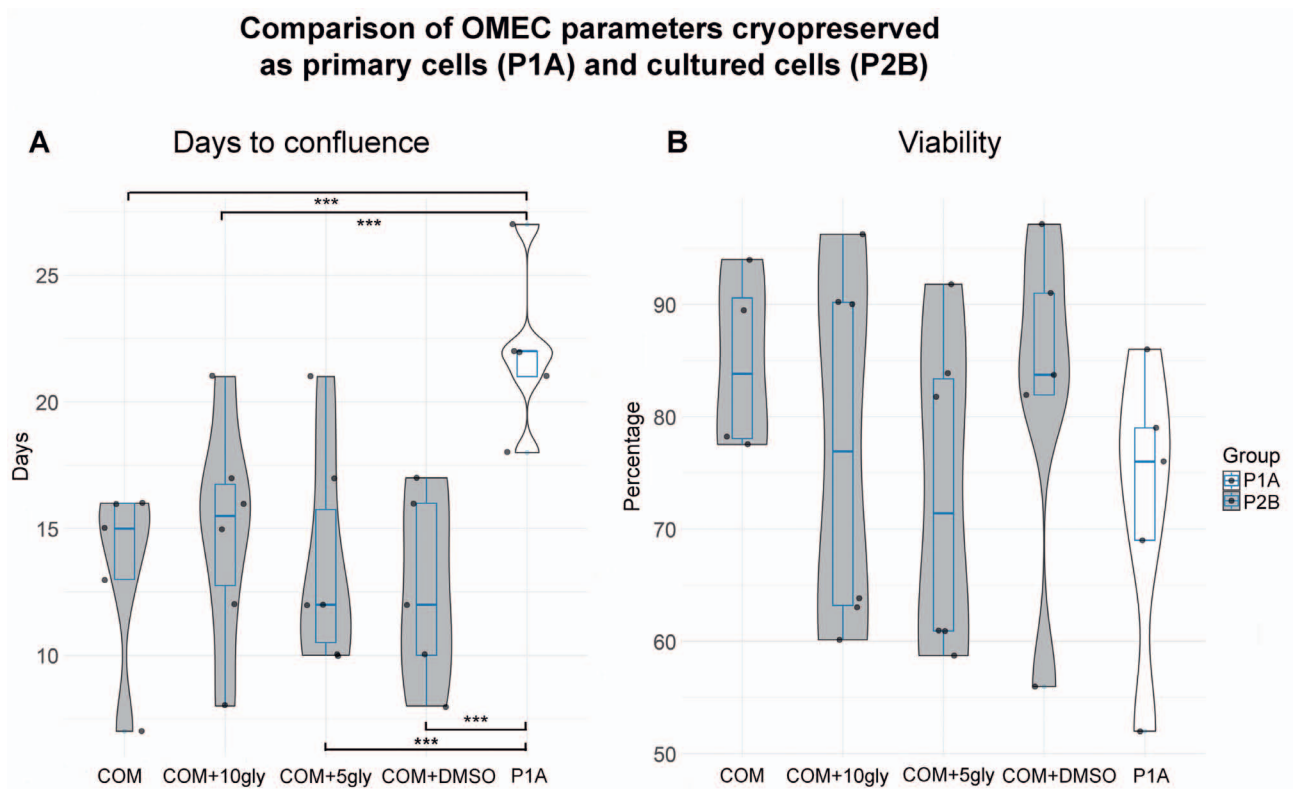 Comparison of OMEC parameters cryopreserved
as primary cells (P1A) and cultured cells (P2B)
A
Days to confluence
***
***
Days
25
20
15
10
***
***
COM
COM+10gly
COM+5gly
COM+DMSO
P1A
B
Viability
Percentage
90
80
70
60
50
COM
COM+10gly
COM+5gly
COM+DMSO
P1A
Group
P1A
P2B